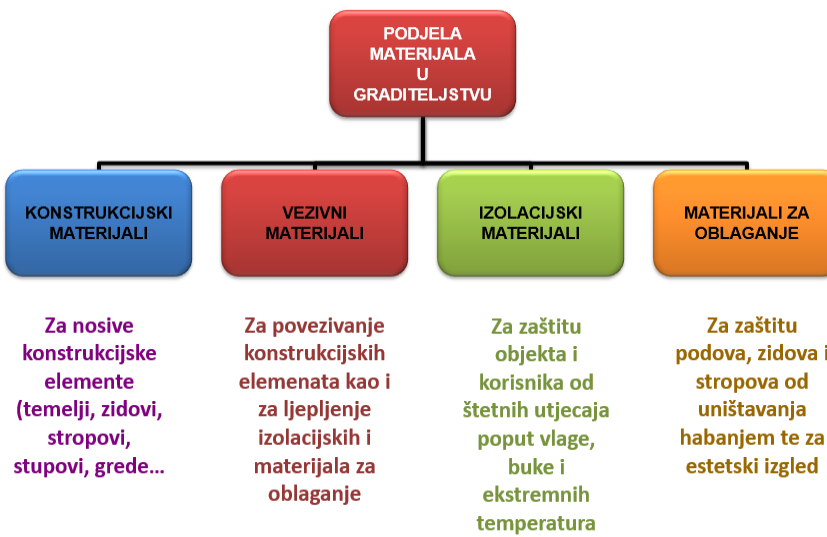 PODJELA
MATERIJALA
U
GRADITELJSTVU
KONSTRUKCIJSKI
MATERIJALI
VEZIVNI
MATERIJALI
IZOLACIJSKI
MATERIJALI
MATERIJALI ZA
OBLAGANJE
Za nosive
konstrukcijske
elemente
(temelji, zidovi,
stropovi,
stupovi, grede...
Za povezivanje
konstrukcijskih
elemenata kao i
za ljepljenje
izolacijskih i
materijala za
oblaganje
Za zaštitu
objekta i
korisnika od
štetnih utjecaja
poput vlage,
buke i
ekstremnih
temperatura
Za zaštitu
podova, zidova i
stropova od
uništavanja
habanjem te za
estetski izgled